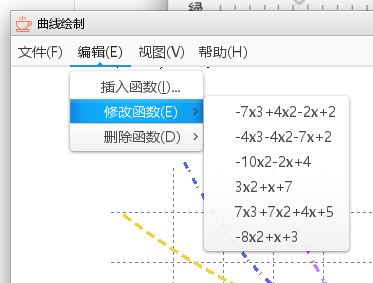 绿
曲线绘制
文件(F) 编辑(E) 视图(V) 帮助(H)
插入函数(I)...
修改函数(E)
删除函数(D)
-7x3+4x2-2x+2
-4x3-4x2-7x+2
-10x2-2x+4
3x2+x+7
7x3+7x2+4x+5
-8x2+x+3